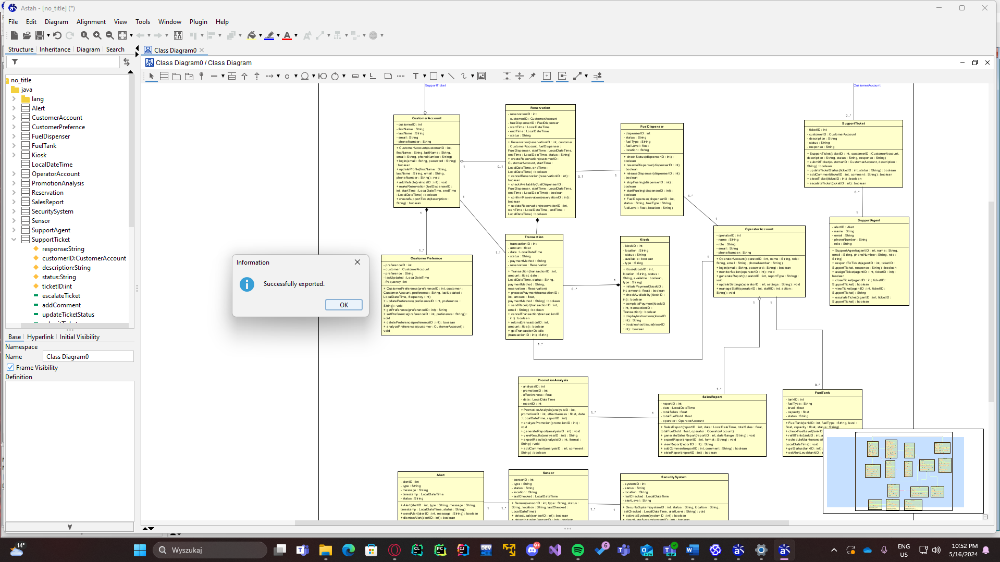 Astah - [no_title] (*)
File Edit Diagram Alignment View Tools Window Plugin Help
Structure Inheritance Diagram Search
Class Diagram0
Class Diagram0 / Class Diagram
no_title
java
lang
Alert
CustomerAccount
CustomerPrefernce
FuelDispenser
FuelTank
Kiosk
LocalDateTime
OperatorAccount
PromotionAnalysis
Reservation
SalesReport
SecuritySystem
Sensor
SupportAgent
SupportTicket
response:String
customerID:CustomerAccount
description:String
status:String
ticketID:int
escalateTicket
addComment
updateTicketStatus
Base Hyperlink Initial Visibility
Namespace
Name Class Diagram0
Frame Visibility
Definition
SupportTicket
CustomerAccount
CustomerAccount
- customerID : int
- firstName : String
- lastName : String
- email : String
- phoneNumber : String
+ CustomerAccount(customerID : int,
firstName : String, lastName : String,
email : String, phoneNumber : String)
+ login(email : String, password : String)
: boolean
+ updateProfile(firstName : String,
lastName : String, email : String,
phoneNumber : String) : void
+ addVehicle(vehicleID : int) : void
+ makeReservation(fuelDispenserID :
int, startTime : LocalDateTime, endTime
: LocalDateTime) : boolean
+ createSupportTicket(description :
String) : boolean
Reservation
- reservationID : int
- customerID : CustomerAccount
- fuelDispenserID : FuelDispenser
- startTime : LocalDateTime
- endTime : LocalDateTime
- status : String
+ Reservation(reservationID : int, customer
: CustomerAccount, fuelDispenser :
FuelDispenser, startTime : LocalDateTime,
endTime : LocalDateTime, status : String)
+ createReservation(customerID :
CustomerAccount, startTime :
LocalDateTime, endTime :
LocalDateTime) : boolean
+ cancelReservation(reservationID : int) :
boolean
+ checkAvailability(fuelDispenserID :
FuelDispenser, startTime : LocalDateTime,
endTime : LocalDateTime) : boolean
+ confirmReservation(reservationID : int) :
boolean
+ updateReservation(reservationID : int,
startTime : LocalDateTime, endTime :
LocalDateTime) : boolean
FuelDispenser
- dispenserID : int
- status : String
- fuelType : String
- fuelLevel : float
- location : String
+ checkStatus(dispenserID : int) :
boolean
+ reserveDispenser(dispenserID : int)
: boolean
+ releaseDispenser(dispenserID : int)
: boolean
+ stopFueling(dispenserID : int) :
boolean
+ startFueling(dispenserID : int) :
boolean
+ FuelDispenser(dispenserID : int,
status : String, fuelType : String,
fuelLevel : float, location : String)
SupportTicket
- ticketID : int
- customerID : CustomerAccount
- description : String
- status : String
- response : String
+ SupportTicket(ticketID : int, customerID : CustomerAccount,
description : String, status : String, response : String)
+ submitTicket(customerID : CustomerAccount, description :
String) : boolean
+ updateTicketStatus(ticketID : int, status : String) : boolean
+ addComment(ticketID : int, comment : String) : boolean
+ closeTicket(ticketID : int) : boolean
+ escalateTicket(ticketID : int) : boolean
SupportAgent
- alertID : Alert
- name : String
- email : String
- phoneNumber : String
- role : String
+ SupportAgent(agentID : int, name : String,
email : String, phoneNumber : String, role :
String)
+ respondToTicket(agentID : int, ticketID :
SupportTicket, response : String) : boolean
+ assignTicket(agentID : int, ticketID : int) :
boolean
+ closeTicket(agentID : int, ticketID :
SupportTicket) : boolean
+ viewTicket(agentID : int, ticketID :
SupportTicket) : String
+ escalateTicket(agentID : int, ticketID :
SupportTicket) : boolean
OperatorAccount
- operatorID : int
- name : String
- role : String
- email : String
- phoneNumber : String
+ OperatorAccount(operatorID : int, name : String, role :
String, email : String, phoneNumber : String)
+ login(email : String, password : String) : boolean
+ monitorStation(operatorID : int) : void
+ generateReport(operatorID : int, reportType : String) :
void
+ updateSettings(operatorID : int, settings : String) : void
+ manageStaff(operatorID : int, staffID : int, action :
String) : void
Transaction
- transactionID : int
- amount : float
- date : LocalDateTime
- status : String
- paymentMethod : String
- reservation : Reservation
+ Transaction(transactionID : int,
amount : float, date :
LocalDateTime, status : String,
paymentMethod : String,
reservation : Reservation)
+ processPayment(transactionID :
int, amount : float,
paymentMethod : String) : boolean
+ sendReceipt(transactionID : int,
email : String) : boolean
+ cancelTransaction(transactionID
: int) : boolean
+ refund(transactionID : int,
amount : float) : boolean
+ getTransactionDetails
(transactionID : int) : String
Kiosk
- kioskID : int
- location : String
- status : String
- available : boolean
- type : String
+ Kiosk(kioskID : int,
location : String, status :
String, available : boolean,
type : String)
+ initiatePayment(kioskID :
int, amount : float) : boolean
+ checkAvailability(kioskID :
int) : boolean
+ completePayment(kioskID
: int, transactionID :
Transaction) : boolean
+ displayInstructions(kioskID
: int) : String
+ troubleshootIssue(kioskID
: int) : boolean
CustomerPrefernce
- preferenceID : int
- customer : CustomerAccount
- preference : String
- lastUpdated : LocalDateTime
- frequency : int
+ CustomerPreference(preferenceID : int, customer :
CustomerAccount, preference : String, lastUpdated :
LocalDateTime, frequency : int)
+ updatePreference(preferenceID : int, preference :
String) : void
+ getPreference(preferenceID : int) : String
+ setPreference(preferenceID : int, preference : String) :
void
+ deletePreference(preferenceID : int) : boolean
+ analyzePreferences(customer : CustomerAccount) :
void
Information
Successfully exported.
OK
PromotionAnalysis
- analysisID : int
- promotionID : int
- effectiveness : float
- date : LocalDateTime
- reportID : int
+ PromotionAnalysis(analysisID : int,
promotionID : int, effectiveness : float, date
: LocalDateTime, reportID : int)
+ analyzePromotion(promotionID : int) :
void
+ generateReport(analysisID : int) : void
+ viewResults(analysisID : int) : String
+ exportResults(analysisID : int, format :
String) : void
+ addComment(analysisID : int, comment :
String) : boolean
SalesReport
- reportID : int
- date : LocalDateTime
- totalSales : float
- totalFuelSold : float
- operator : OperatorAccount
+ SalesReport(reportID : int, date : LocalDateTime, totalSales : float,
totalFuelSold : float, operator : OperatorAccount)
+ generateSalesReport(reportID : int, dateRange : String) : void
+ exportReport(reportID : int, format : String) : void
+ viewReport(reportID : int) : String
+ addComment(reportID : int, comment : String) : boolean
+ eleteReport(reportID : int) : boolean
FuelTank
- tankID : int
- fuelType : String
- level : float
- capacity : float
- status : String
+ FuelTank(tankID : int, fuelType : String, level :
float, capacity : float, status : String)
+ checkFuelLevel(tankID
+ refillTank(tankID : int, a
+ scheduleMaintenance(
LocalDateTime) : void
+ getStatus(tankID : int)
+ setAlertLevel(tankID : i
Alert
- alertID : int
- type : String
- message : String
- timestamp : LocalDateTime
- status : String
+ Alert(alertID : int, type : String, message : String,
timestamp : LocalDateTime, status : String)
+ sendAlert(alertID : int, message : String) : boolean
+ dismissAlert(alertID : int) : boolean
Sensor
- sensorID : int
- type : String
- status : String
- location : String
- lastChecked : LocalDateTime
+ Sensor(sensorID : int, type : String, status
: String, location : String, lastChecked :
LocalDateTime)
+ detectLeak(sensorID : int) : boolean
+ detectIntrusion(sensorID : int) : boolean
SecuritySystem
- systemID : int
- status : String
- location : String
- lastChecked : LocalDateTime
- alertLevel : String
+ SecuritySystem(systemID : int, status : String, location : String,
lastChecked : LocalDateTime, alertLevel : String) : void
+ activateSystem(systemID : int) : boolean
+ deactivateSystem(systemID : int) : boolean
14°
Wyszukaj
ENG
US
10:52 PM
5/16/2024